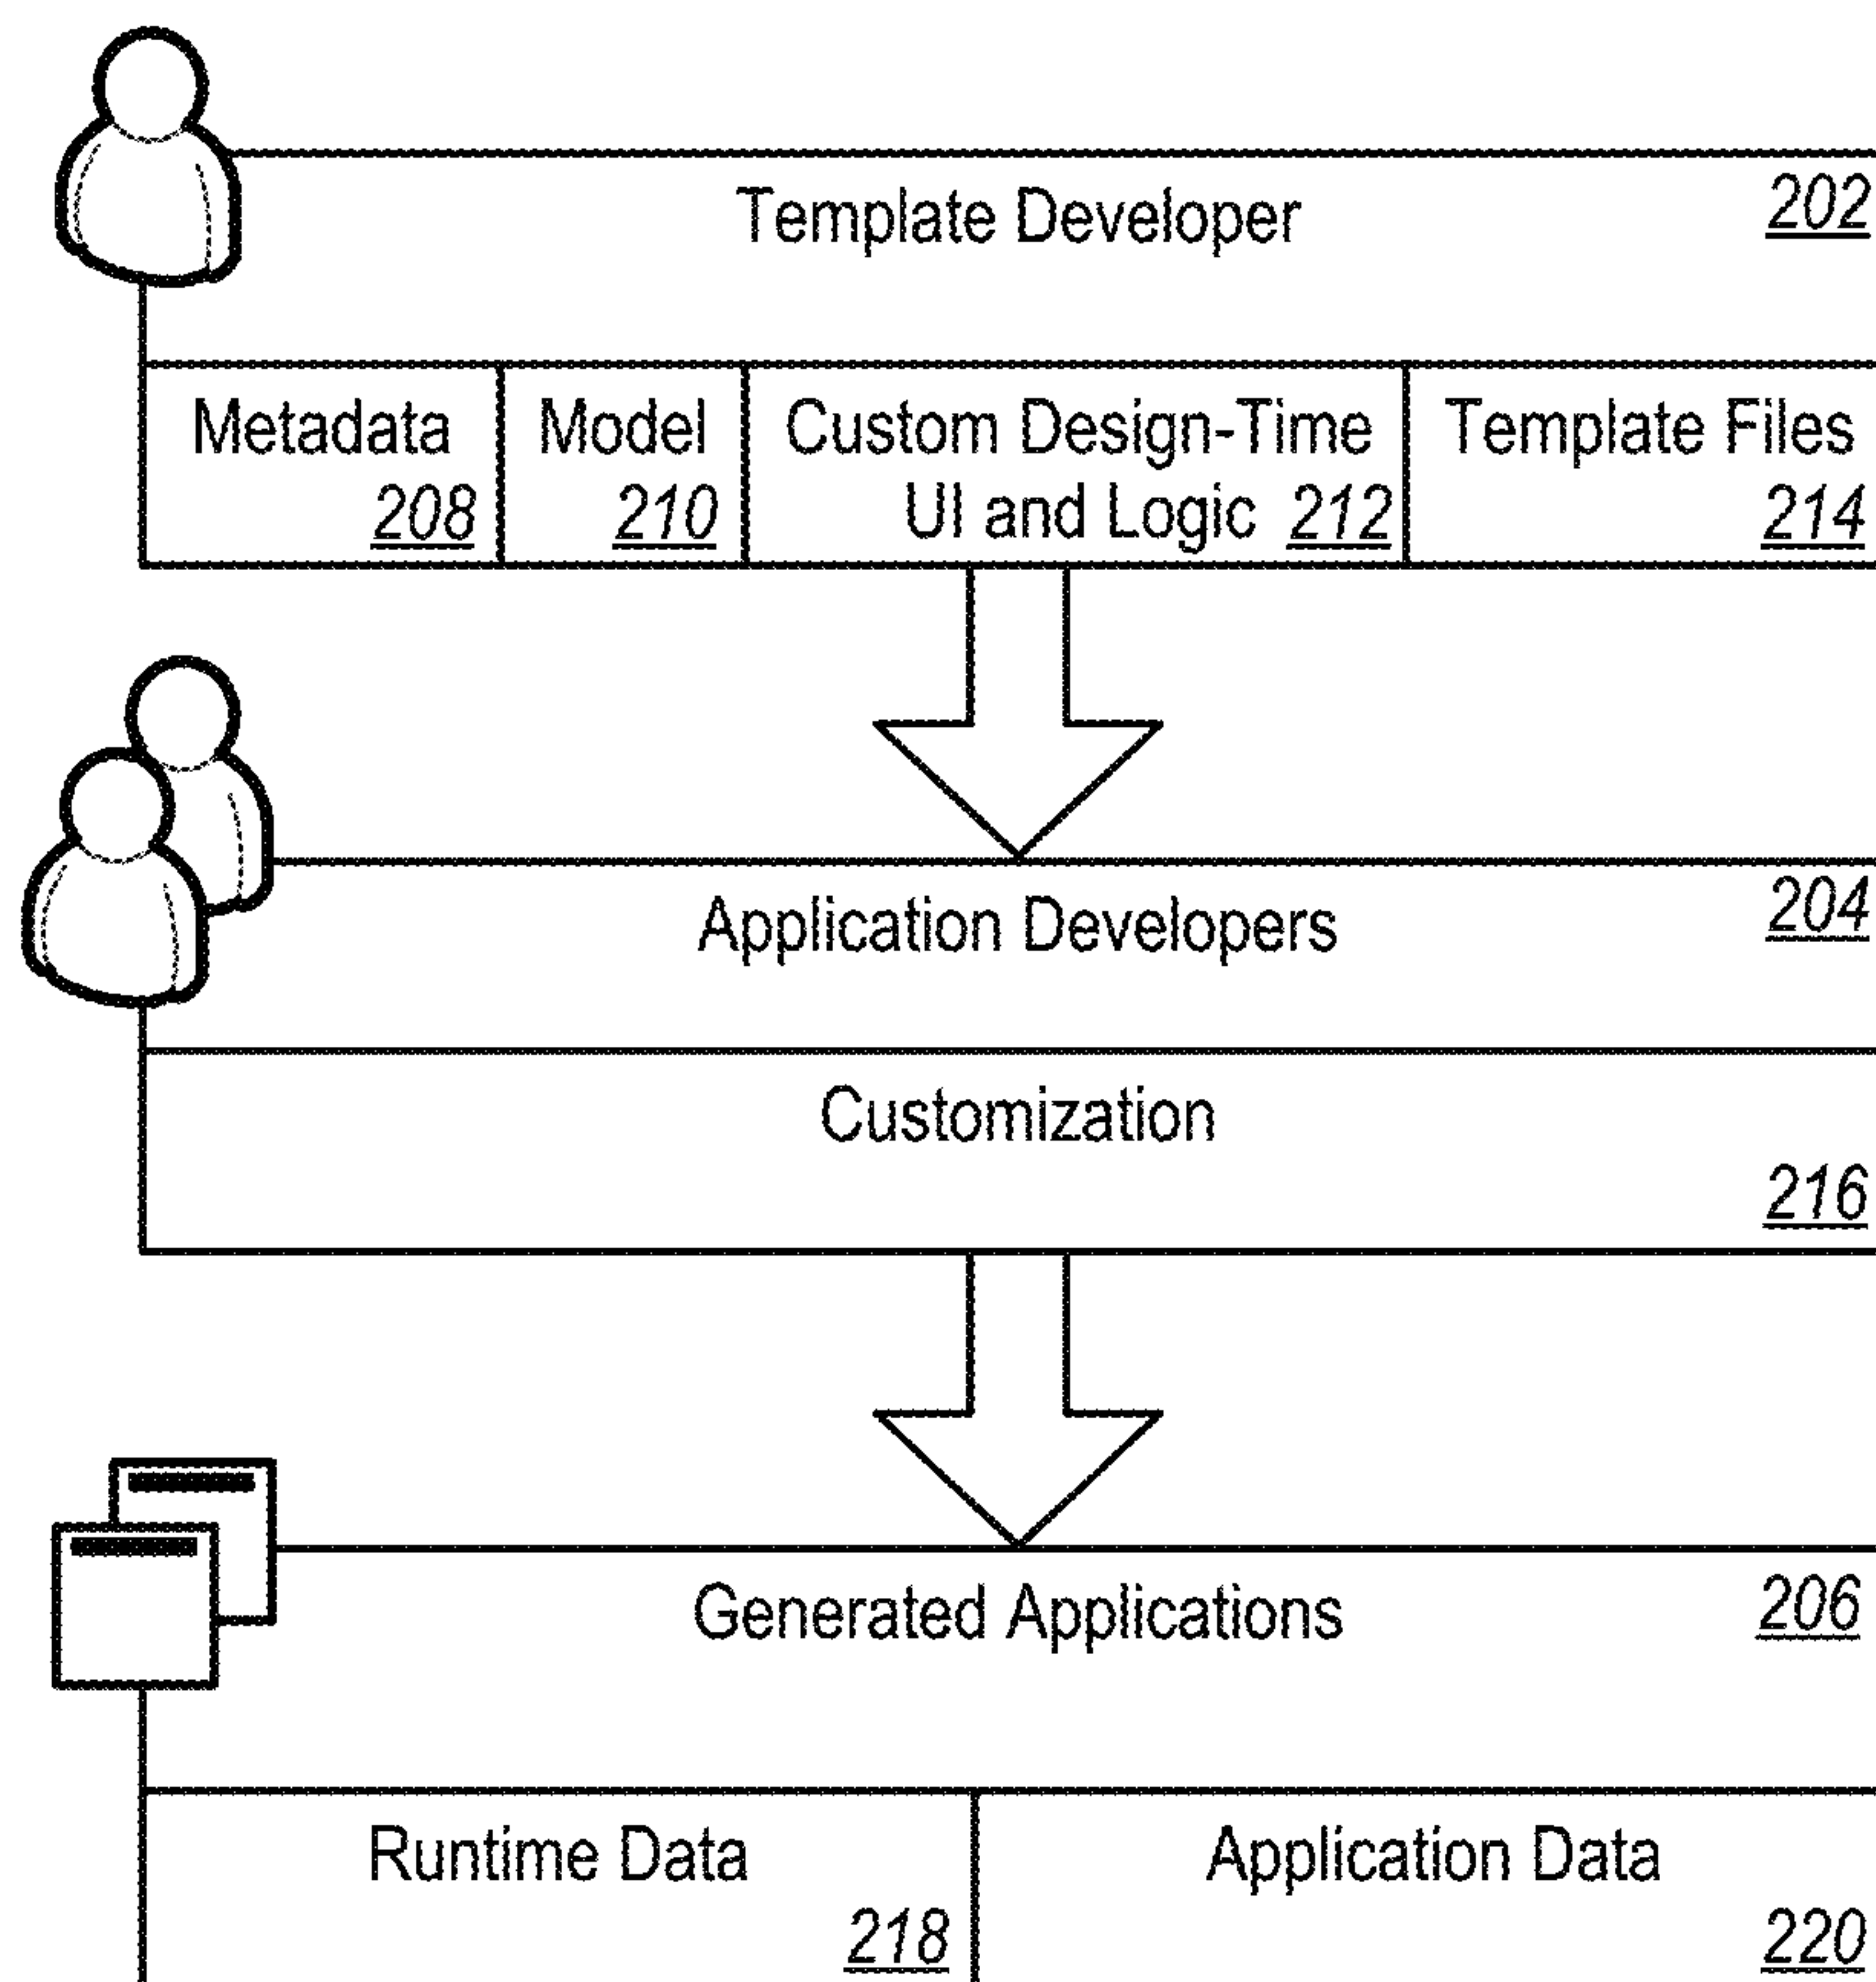 Template Developer 202
Metadata Model Custom Design-Time Template Files
208 210 UI and Logic 212 214
Application Developers 204
Customization
216
Generated Applications 206
Runtime Data Application Data
218 220